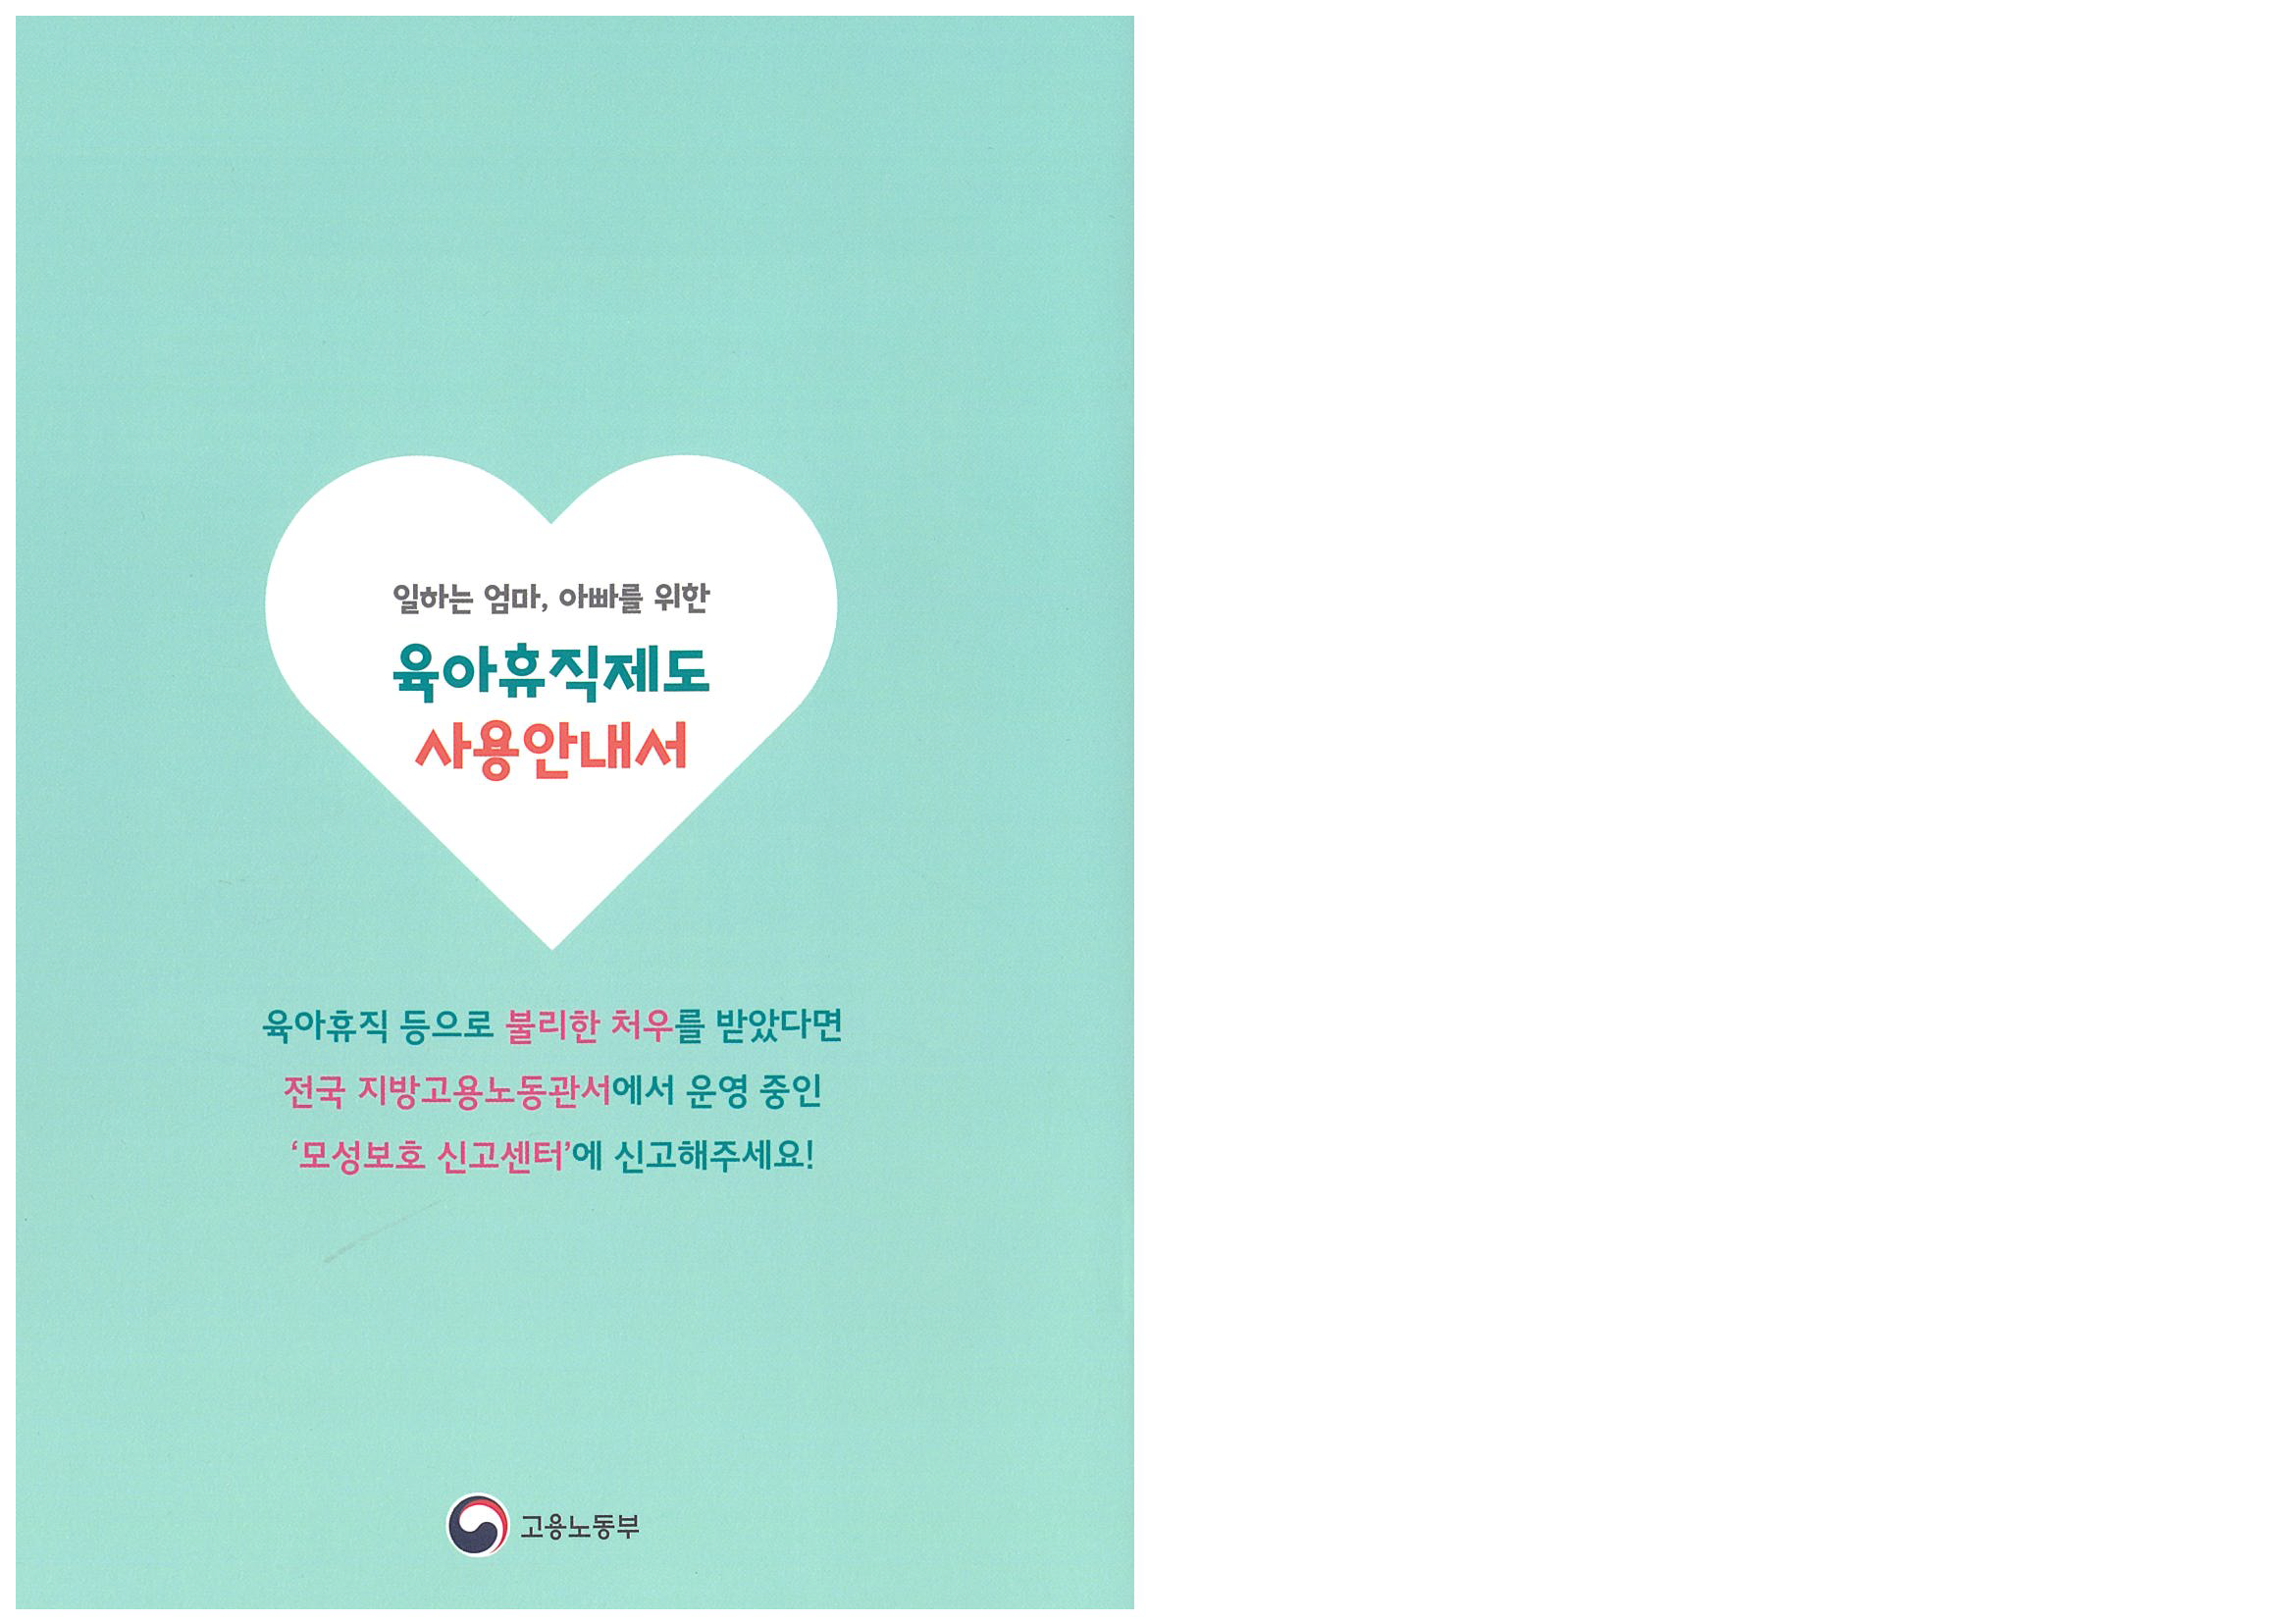 일하는 엄마, 아빠를 위한
육아휴직제도
사용안내서
육아휴직 등으로 불리한 처우를 받았다면
전국 지방고용노동관서에서 운영 중인
‘모성보호 신고센터’에 신고해주세요!
고용노동부